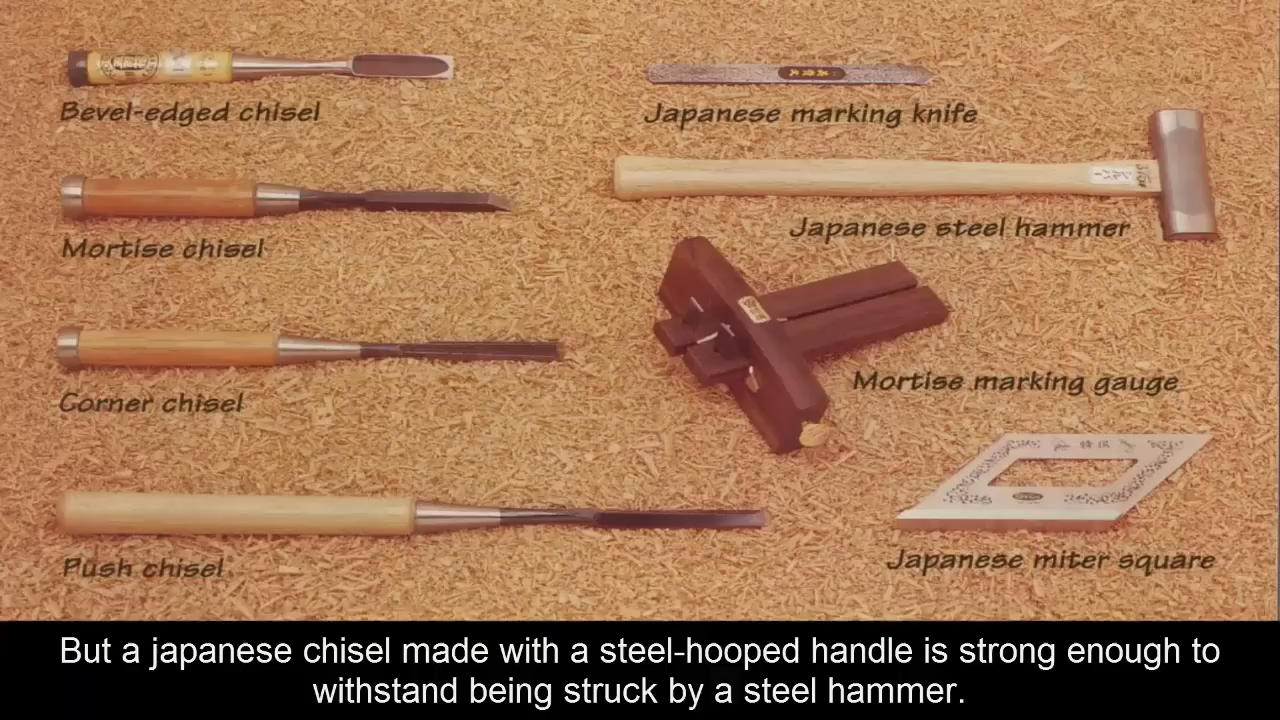 Bevel-edged chisel
Japanese marking knife
Mortise chisel
Japanese steel hammer
Corner chisel
Mortise marking gauge
Push chisel
Japanese miter square
But a japanese chisel made with a steel-hooped handle is strong enough to
withstand being struck by a steel hammer.